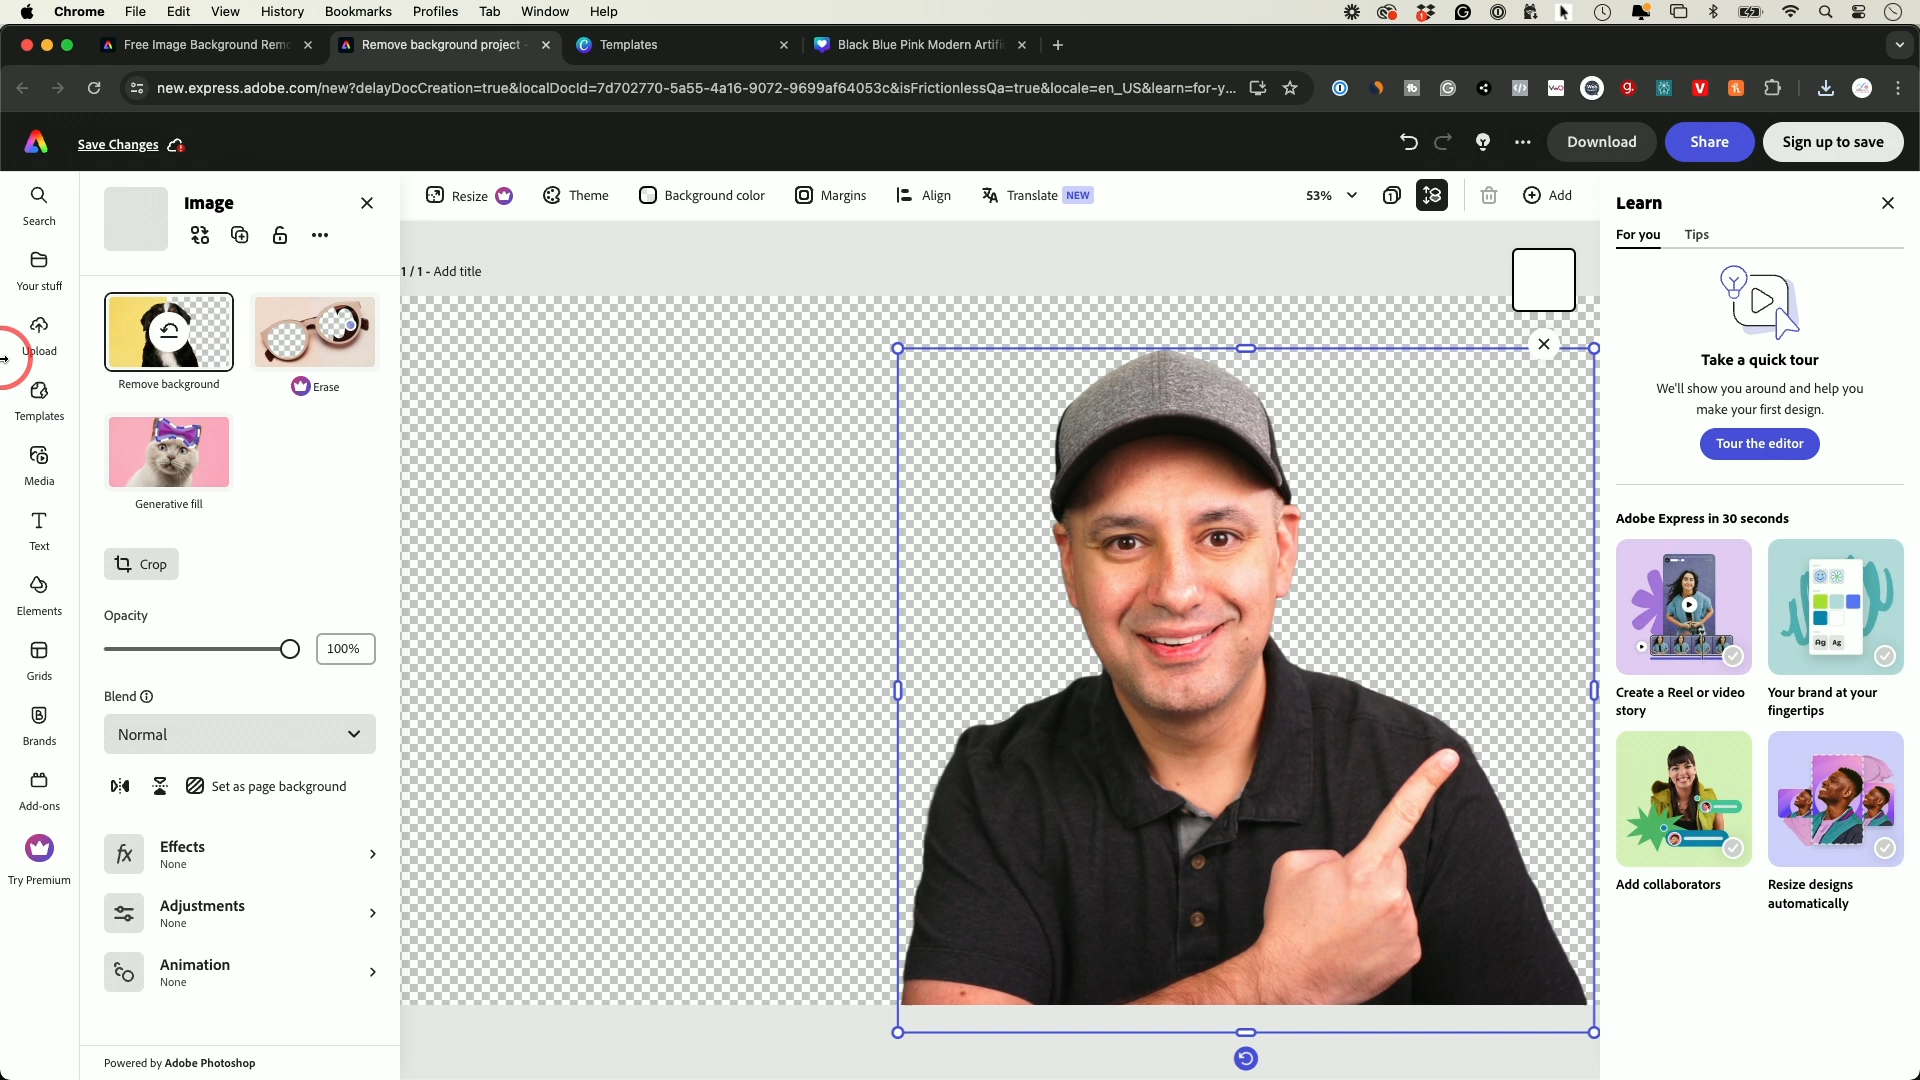 Chrome File Edit View History Bookmarks Profiles Tab Window Help
Free Image Background Remo
Remove background project -
Templates
Black Blue Pink Modern Artifi
new.express.adobe.com/new?delayDocCreation=true&localDocId=7d702770-5a55-4a16-9072-9699af64053c&isFrictionlessQa=true&locale=en_US&learn=for-y...
Save Changes
Download
Share
Sign up to save
Search
Your stuff
Upload
Templates
Media
Text
Elements
Grids
Brands
Add-ons
Try Premium
Image
Remove background
Erase
Generative fill
Crop
Opacity
100%
Blend
Normal
Set as page background
Effects
None
Adjustments
None
Animation
None
Powered by Adobe Photoshop
Resize
Theme
Background color
Margins
Align
Translate NEW
53%
1
Add
1 / 1 - Add title
Learn
For you
Tips
Take a quick tour
We'll show you around and help you
make your first design.
Tour the editor
Adobe Express in 30 seconds
Create a Reel or video
story
Your brand at your
fingertips
Add collaborators
Resize designs
automatically